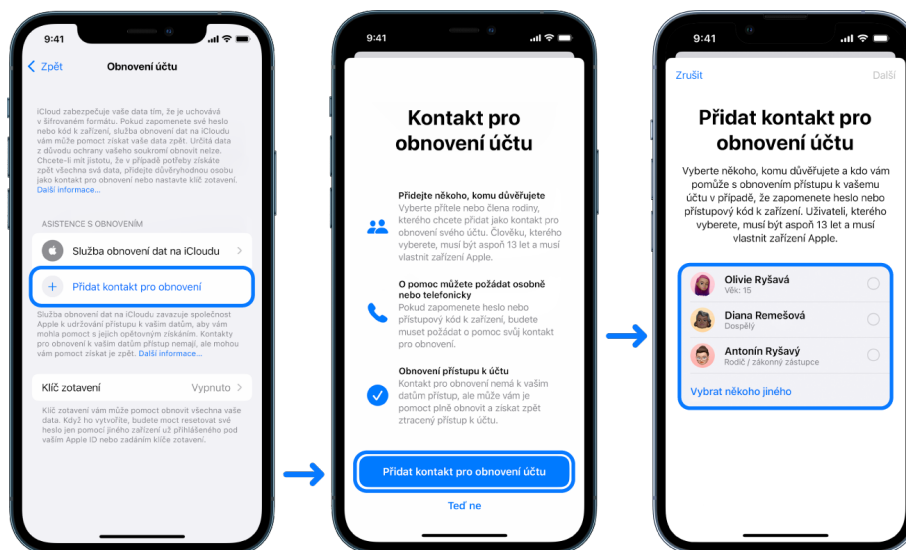 9:41
Zpět
Obnovení účtu
iCloud zabezpečuje vaše data tím, že je uchovává
v šifrovaném formátu. Pokud zapomenete své heslo
nebo kód k zařízení, služba obnovení dat na iCloudu
vám může pomoct získat vaše data zpět. Určitá data
z důvodu ochrany vašeho soukromí obnovit nelze.
Chcete-li mít jistotu, že v případě potřeby získáte
zpět všechna svá data, přidejte důvěryhodnou osobu
jako kontakt pro obnovení nebo nastavte klíč zotavení.
Další informace…
ASISTENCE S OBNOVENÍM
Služba obnovení dat na iCloudu
Přidat kontakt pro obnovení
Služba obnovení dat na iCloudu zavazuje společnost
Apple k udržování přístupu k vašim datům, aby vám
mohla pomoct s jejich opětovným získáním. Kontakty
pro obnovení k vašim datům přístup nemají, ale mohou
vám pomoct získat je zpět. Další informace…
Klíč zotavení
Vypnuto
Klíč zotavení vám může pomoct obnovit všechna vaše
data. Když ho vytvoříte, budete moct resetovat své
heslo jen pomocí jiného zařízení už přihlášeného pod
vaším Apple ID nebo zadáním klíče zotavení.
9:41
Kontakt pro
obnovení účtu
Přidejte někoho, komu důvěřujete
Vyberte přítele nebo člena rodiny,
kterého chcete přidat jako kontakt pro
obnovení svého účtu. Člověku, kterého
vyberete, musí být aspoň 13 let a musí
vlastnit zařízení Apple.
O pomoc můžete požádat osobně
nebo telefonicky
Pokud zapomenete heslo nebo
přístupový kód k zařízení, budete
muset požádat o pomoc svůj kontakt
pro obnovení.
Obnovení přístupu k účtu
Kontakt pro obnovení nemá k vašim
datům přístup, ale může vám je
pomoct plně obnovit a získat zpět
ztracený přístup k účtu.
Přidat kontakt pro obnovení účtu
Teď ne
9:41
Zrušit
Další
Přidat kontakt pro
obnovení účtu
Vyberte někoho, komu důvěřujete a kdo vám
pomůže s obnovením přístupu k vašemu
účtu v případě, že zapomenete heslo nebo
přístupový kód k zařízení. Uživateli, kterého
vyberete, musí být aspoň 13 let a musí
vlastnit zařízení Apple.
Olivie Ryšavá
Věk: 15
Diana Remešová
Dospělý
Antonín Ryšavý
Rodič / zákonný zástupce
Vybrat někoho jiného